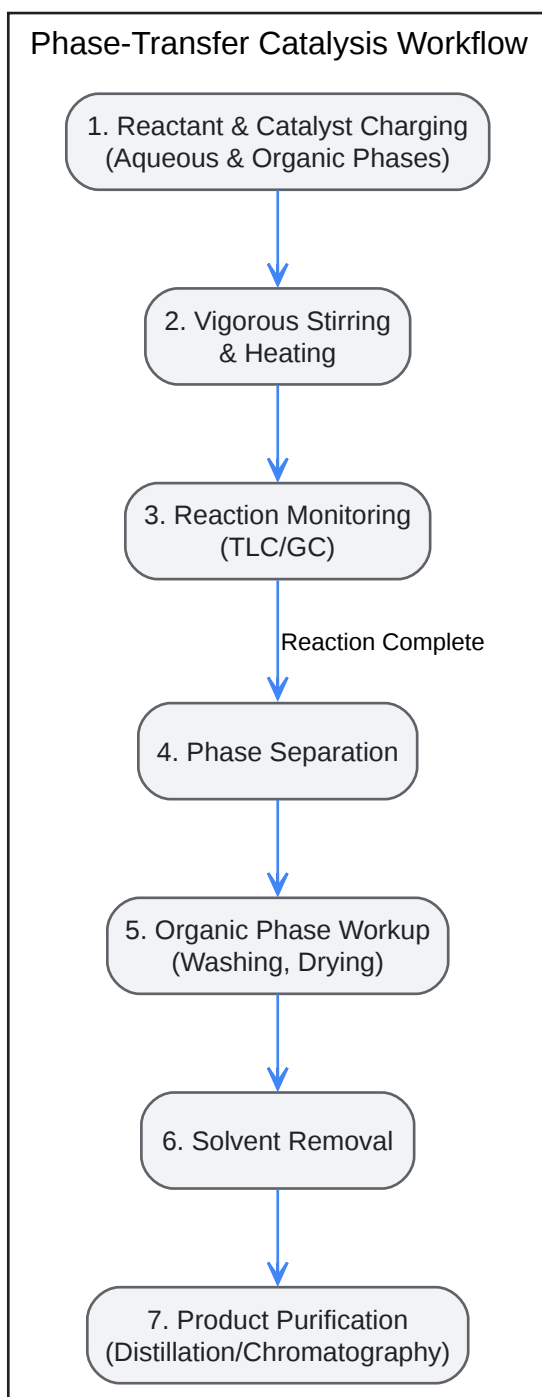 Phase-Transfer Catalysis Workflow
1. Reactant & Catalyst Charging
(Aqueous & Organic Phases)
2. Vigorous Stirring
& Heating
3. Reaction Monitoring
(TLC/GC)
Reaction Complete
4. Phase Separation
5. Organic Phase Workup
(Washing, Drying)
6. Solvent Removal
7. Product Purification
(Distillation/Chromatography)